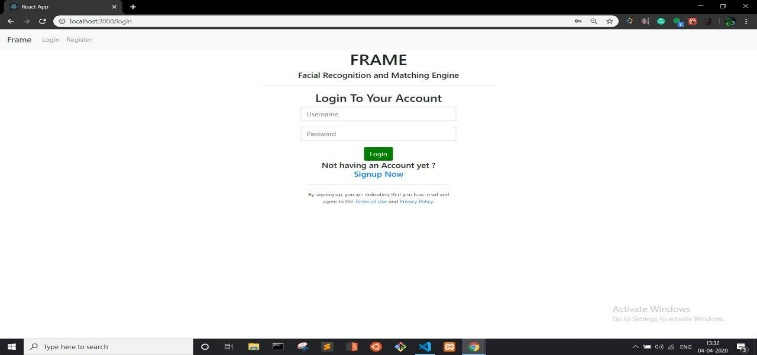 React App
localhost:3000/login
Frame Login Register
FRAME
Facial Recognition and Matching Engine
Login To Your Account
Username
Password
Login
Not having an Account yet ?
Signup Now
By signing up, you are indicating that you have read and
agree to the Terms of Use and Privacy Policy.
Activate Windows
Go to Settings to activate Windows.
Type here to search
ENG
13:32
04-04-2020